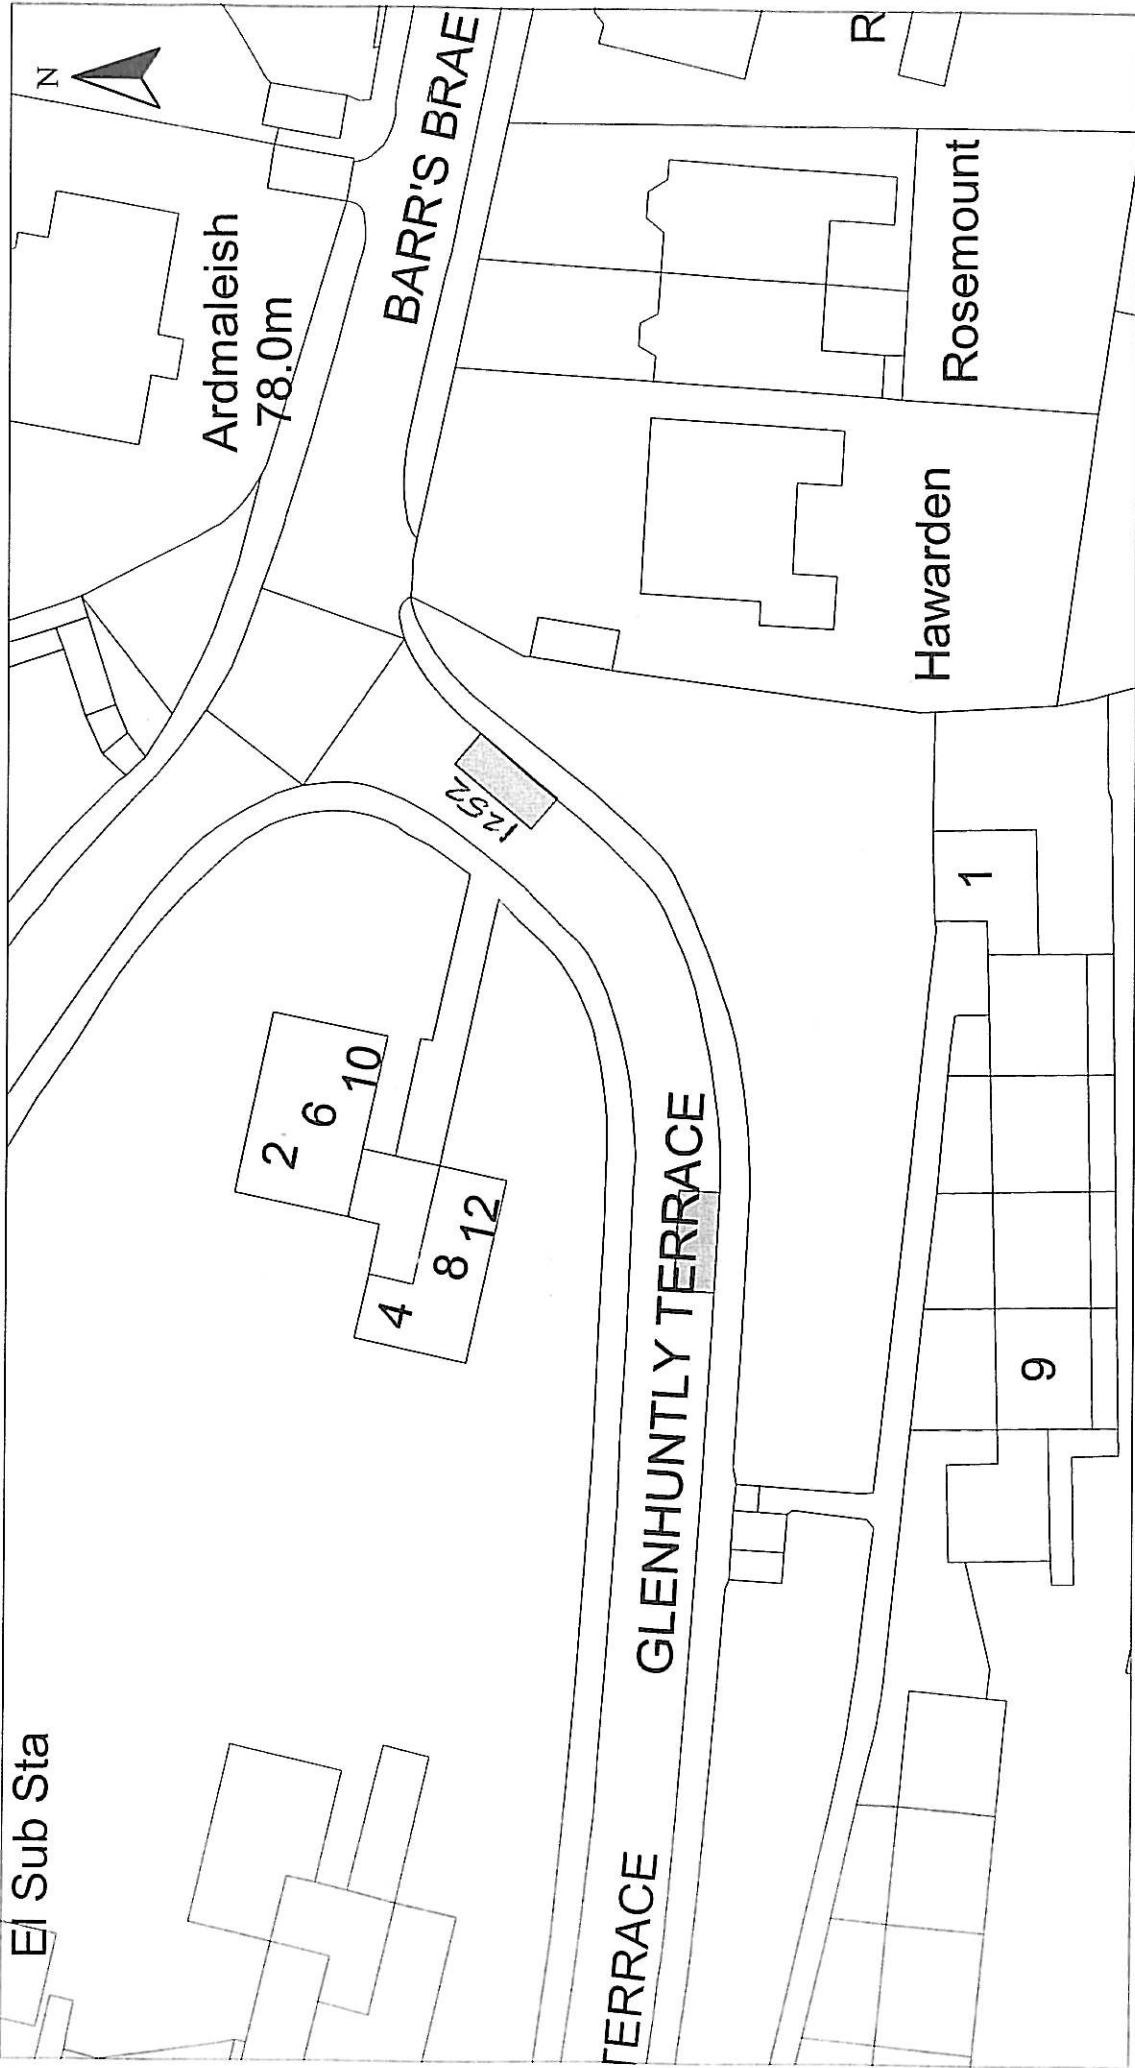 N
El Sub Sta
Ardmaleish
78.0m
BARR'S BRAE
R
2
6
10
4
8
12
1252
TERRACE
GLENHUNTLY TERRACE
Hawarden
Rosemount
1
9